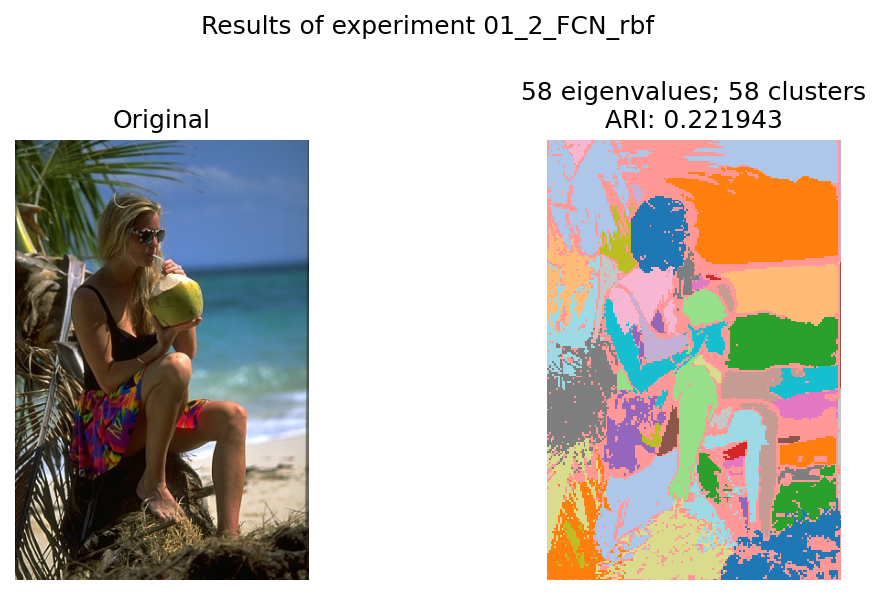 Results of experiment 01_2_FCN_rbf
Original
58 eigenvalues; 58 clusters
ARI: 0.221943